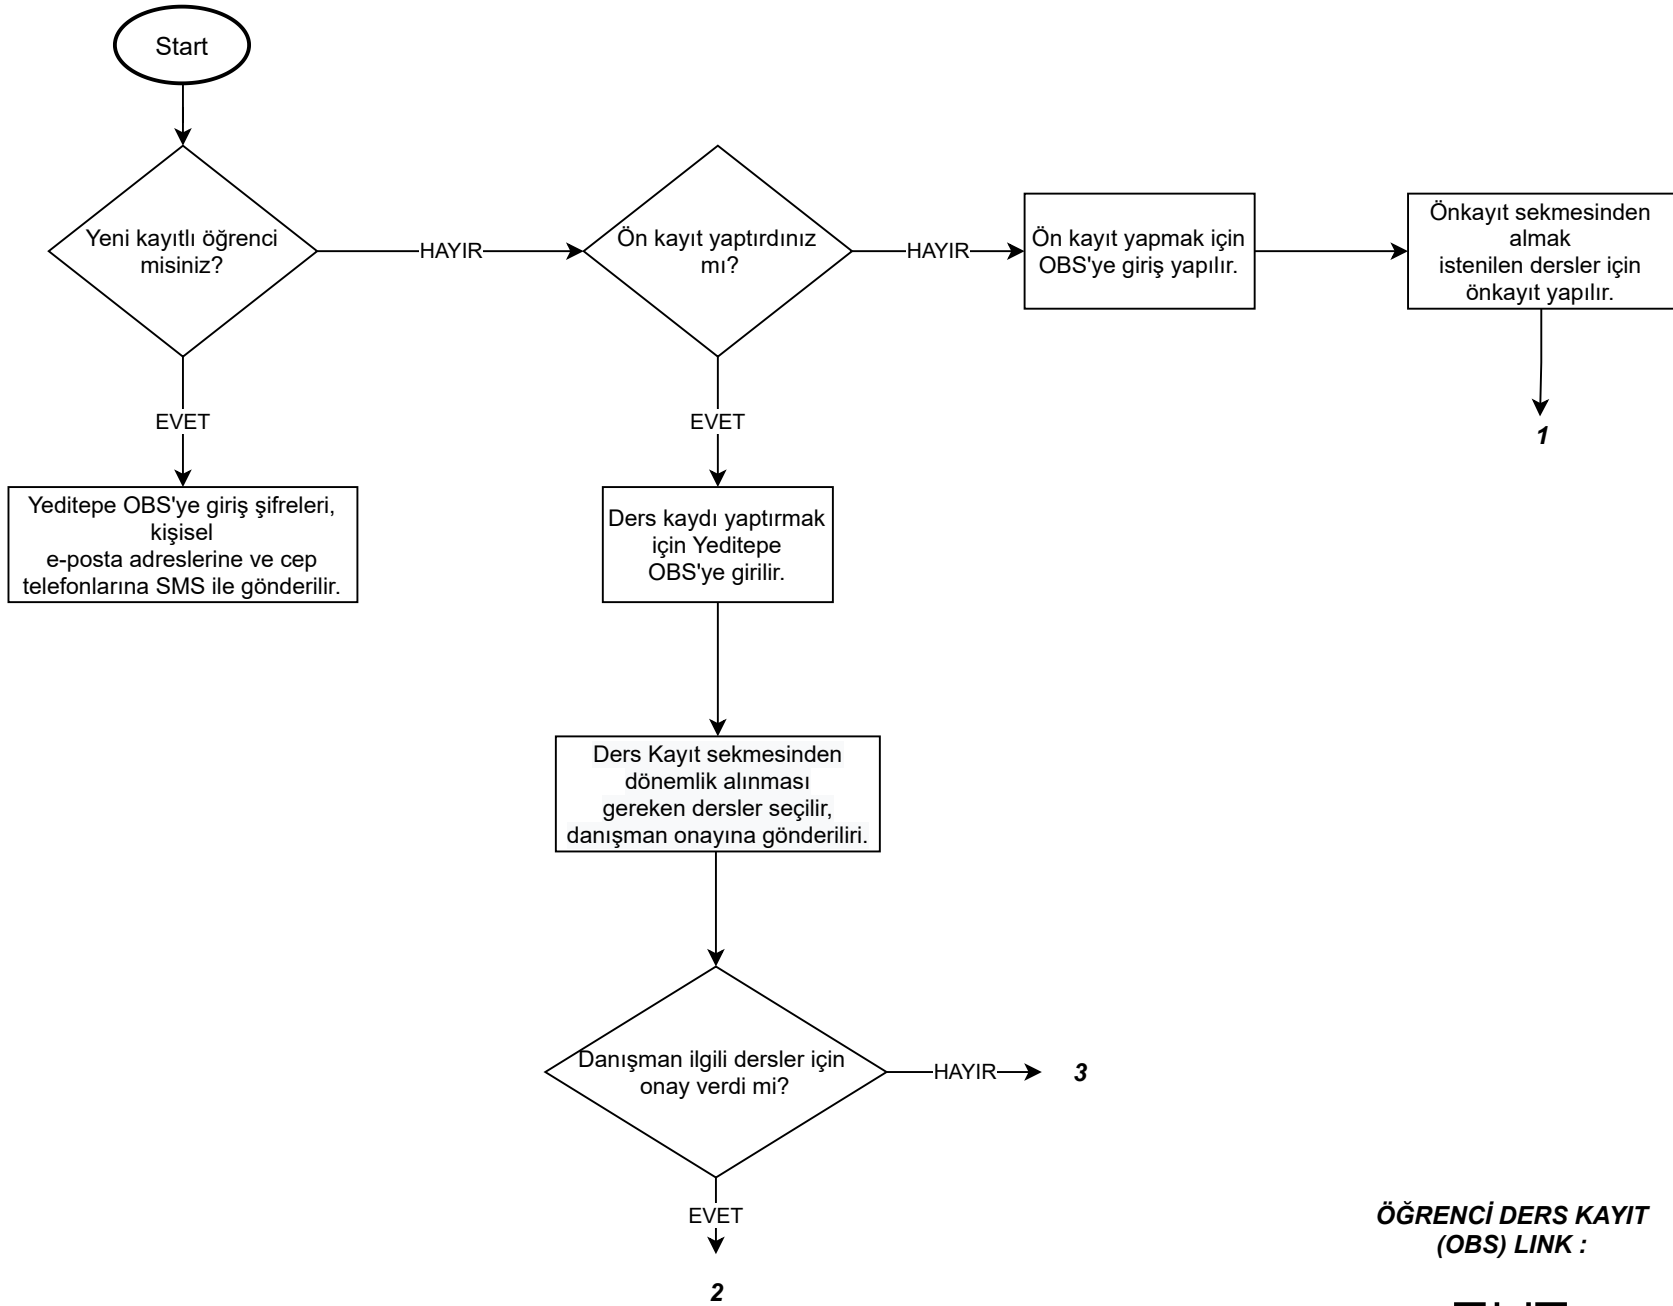 Start
Yeni kayıtlı öğrenci
misiniz?
HAYIR
Ön kayıt yaptırdınız
mı?
HAYIR
Ön kayıt yapmak için
OBS'ye giriş yapılır.
Önkayıt sekmesinden
almak
istenilen dersler için
önkayıt yapılır.
1
EVET
Yeditepe OBS'ye giriş şifreleri,
kişisel
e-posta adreslerine ve cep
telefonlarına SMS ile gönderilir.
EVET
Ders kaydı yaptırmak
için Yeditepe
OBS'ye girilir.
Ders Kayıt sekmesinden
dönemlik alınması
gereken dersler seçilir,
danışman onayına gönderiliri.
Danışman ilgili dersler için
onay verdi mi?
HAYIR
3
EVET
2
ÖĞRENCİ DERS KAYIT
(OBS) LINK :